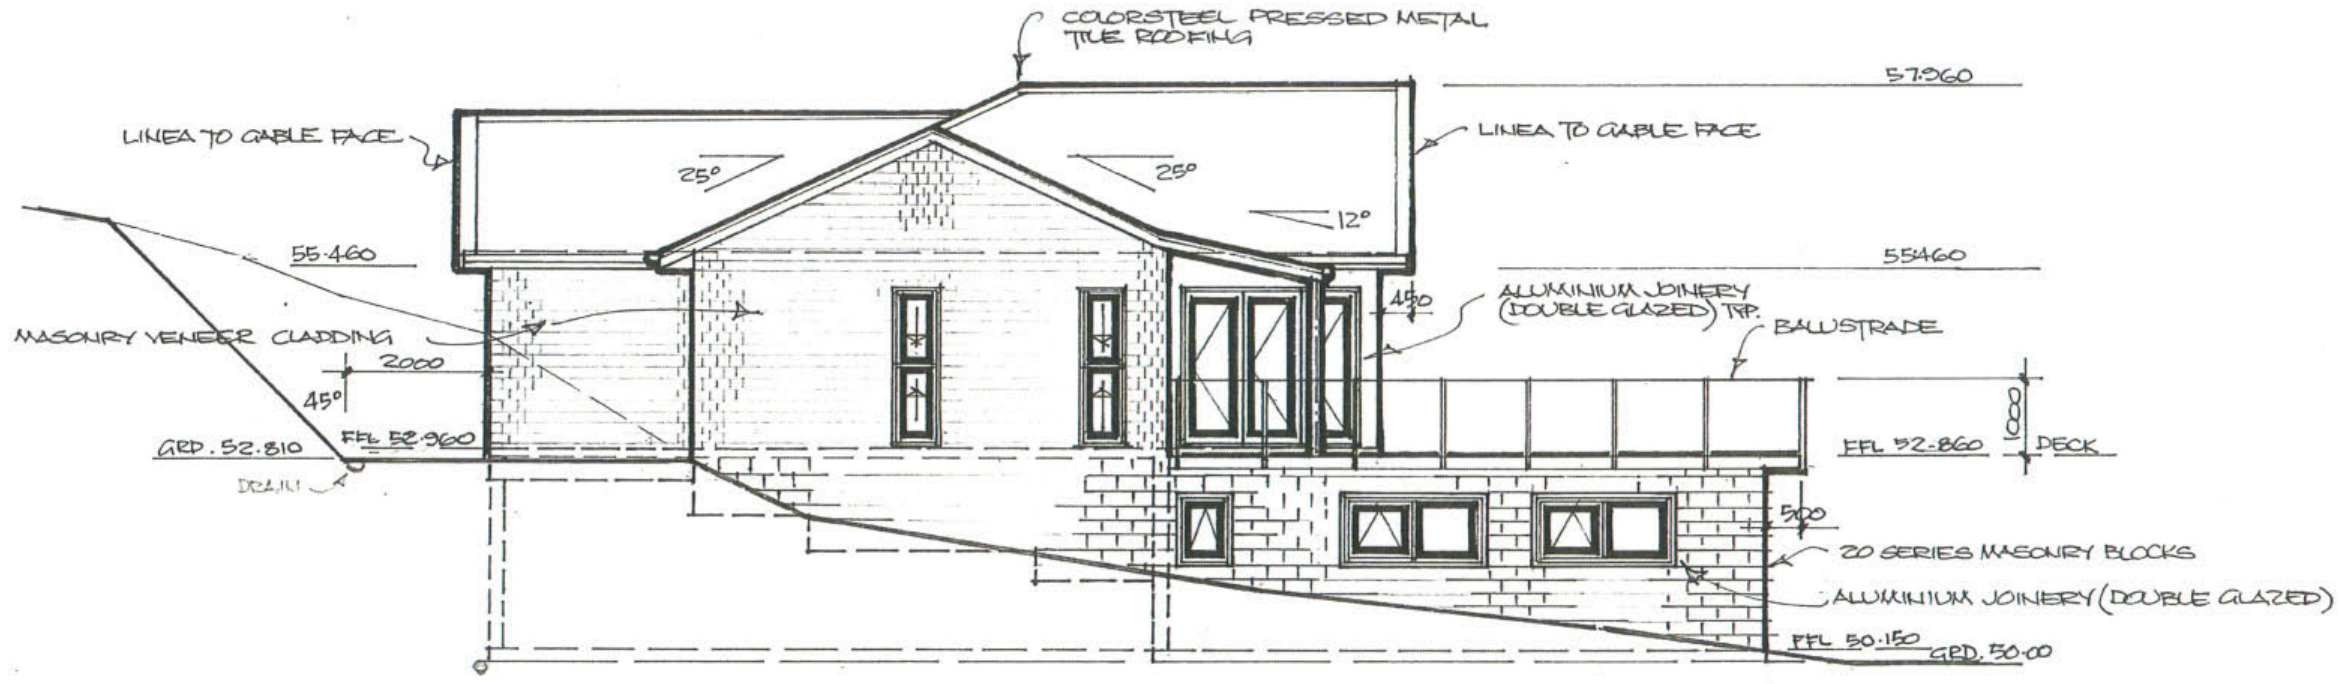 COLORSTEEL PRESSED METAL
TILE ROOFING
57.960
LINEA TO GABLE FACE
LINEA TO GABLE FACE
25°
25°
12°
55.460
55460
450
ALUMINIUM JOINERY
(DOUBLE GLAZED) TYP.
BALUSTRADE
MASONRY VENEER CLADDING
2000
45°
1000
GRD. 52.810
FFL 52.960
FFL 52.860
DECK
DRAIN
500
20 SERIES MASONRY BLOCKS
ALUMINIUM JOINERY (DOUBLE GLAZED)
FFL 50.150
GRD. 50.00